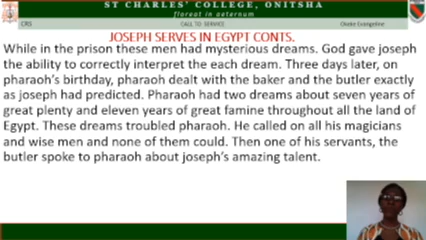 ST CHARLES' COLLEGE, ONITSHA
floreat in aeternum
CRS CALL TO SERVICE Okeke Evangeline
JOSEPH SERVES IN EGYPT CONTS.
While in the prison these men had mysterious dreams. God gave joseph
the ability to correctly interpret the each dream. Three days later, on
pharaoh's birthday, pharaoh dealt with the baker and the butler exactly
as joseph had predicted. Pharaoh had two dreams about seven years of
great plenty and eleven years of great famine throughout all the land of
Egypt. These dreams troubled pharaoh. He called on all his magicians
and wise men and none of them could. Then one of his servants, the
butler spoke to pharaoh about joseph's amazing talent.